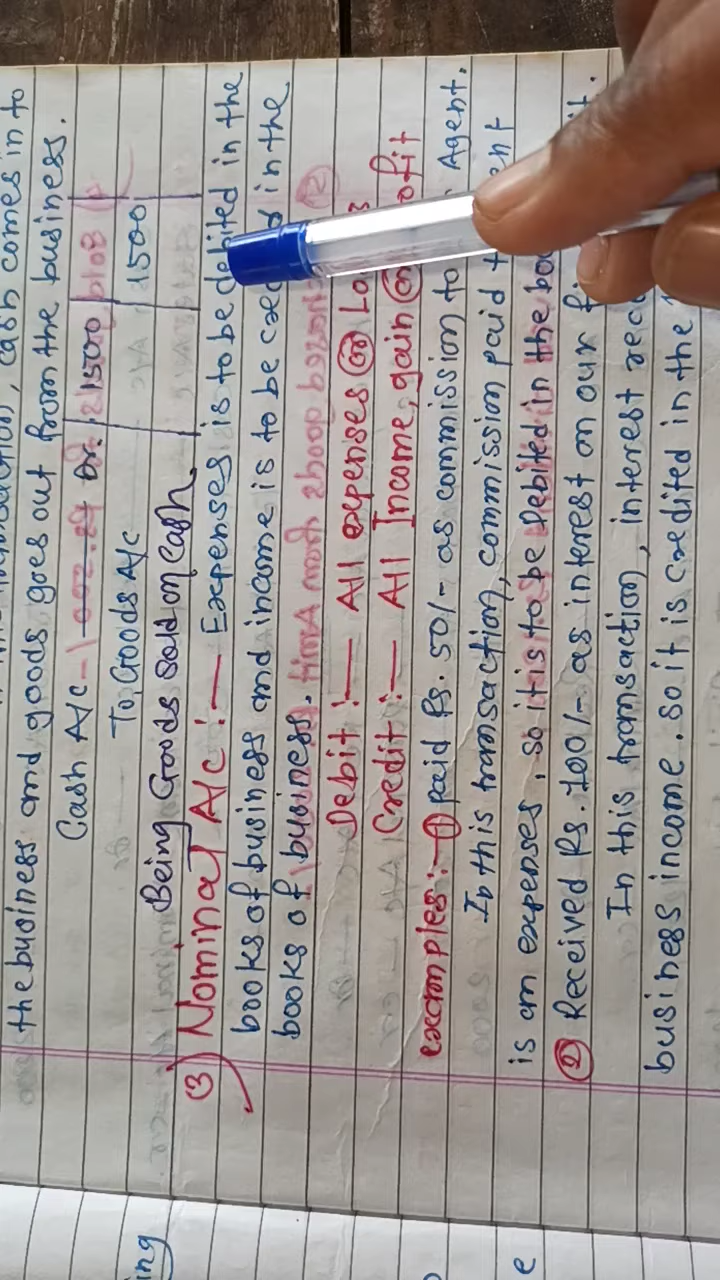 the business and goods goes out from the business.
Cash A/c Dr. 1500
To, Goods A/c 1500
Being Goods Sold on Cash
(3) Nominal A/c :— Expenses is to be debited in the
books of business and income is to be in the
books of business.
Debit :— All expenses or
Credit :— All Income, gain or
examples:- (1) paid Rs. 50/- as commission to Agent.
In this transaction, commission paid
is an expenses, so it is to be Debited in the
(2) Received Rs. 700/- as interest on our
In this transaction, interest
business income. so it is credited in the
ing
e